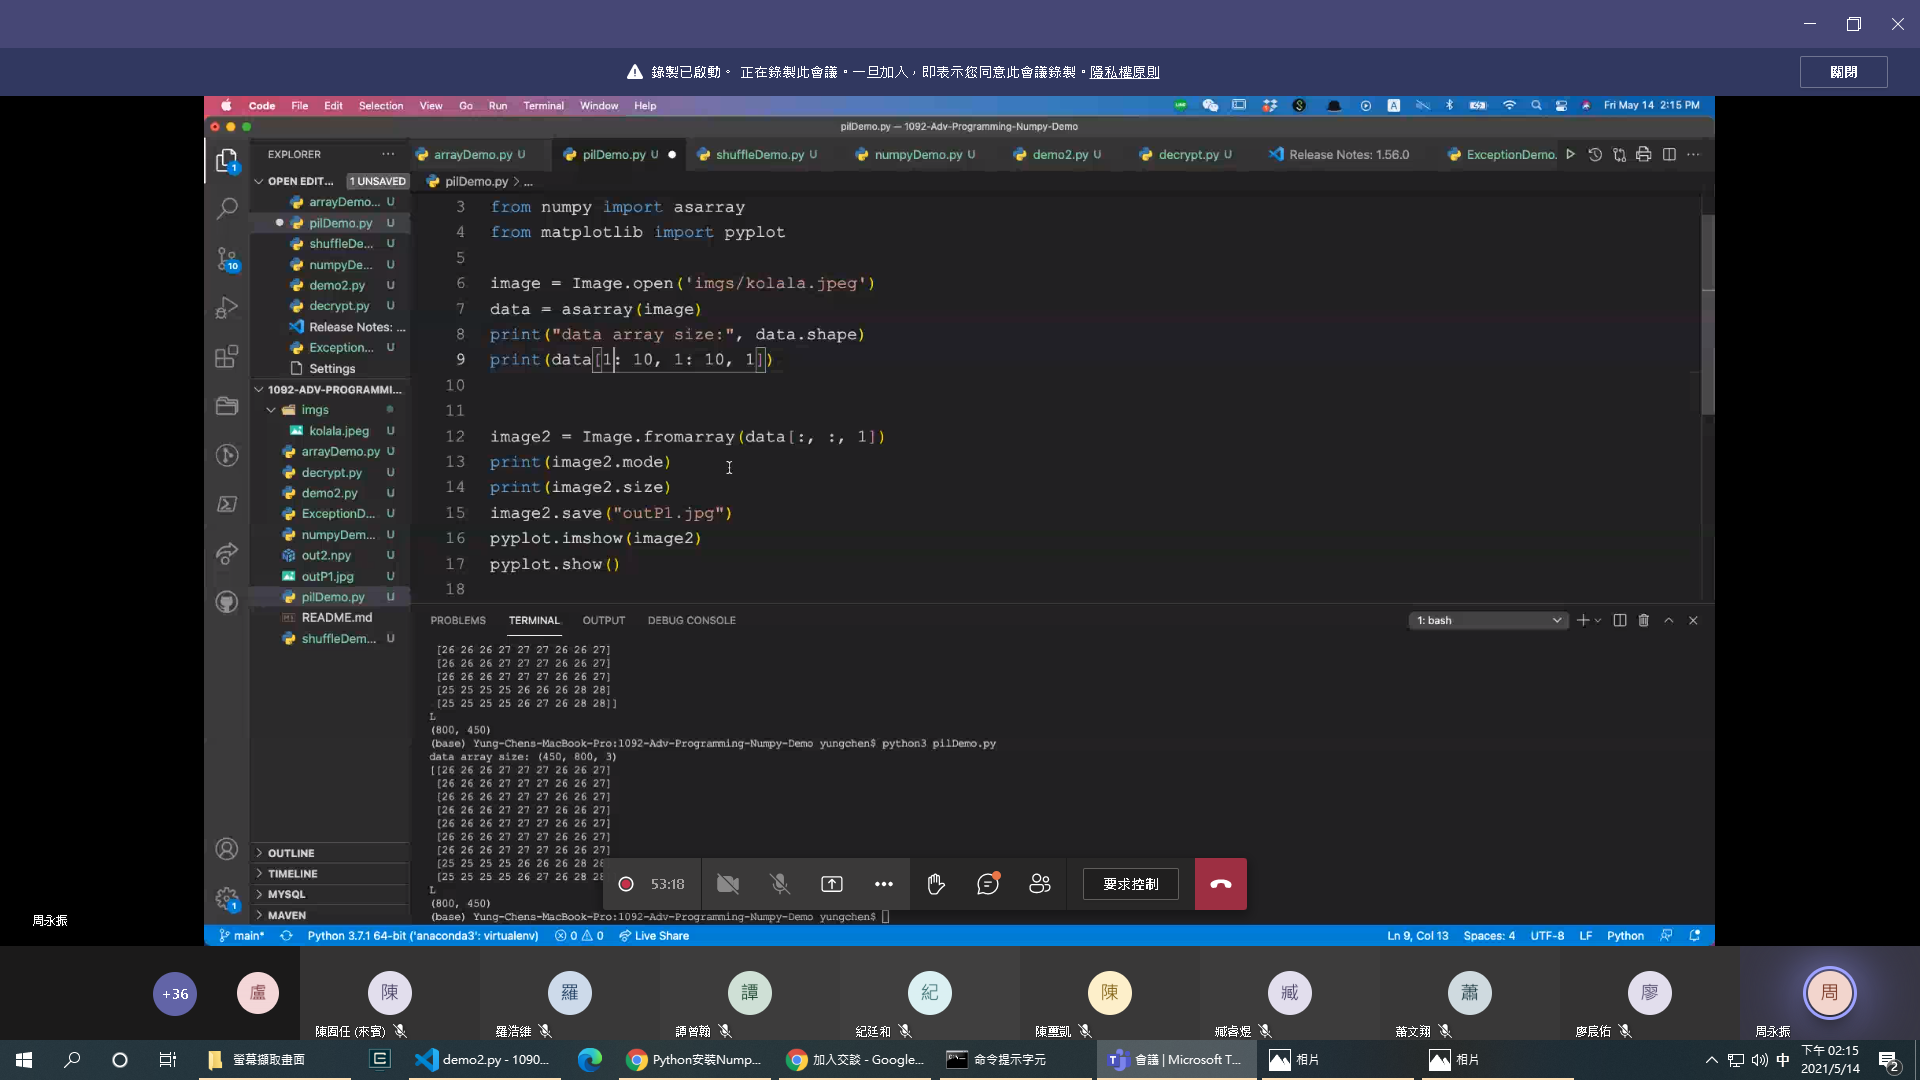 錄製已啟動。 正在錄製此會議。一旦加入，即表示您同意此會議錄製。隱私權原則
關閉
Code File Edit Selection View Go Run Terminal Window Help
Fri May 14 2:15 PM
pilDemo.py — 1092-Adv-Programming-Numpy-Demo
EXPLORER
arrayDemo.py U
pilDemo.py U
shuffleDemo.py U
numpyDemo.py U
demo2.py U
decrypt.py U
Release Notes: 1.56.0
ExceptionDemo.
OPEN EDIT... 1 UNSAVED
pilDemo.py > ...
arrayDemo... U
pilDemo.py U
shuffleDe... U
numpyDe... U
demo2.py U
decrypt.py U
Release Notes: ...
Exception... U
Settings
1092-ADV-PROGRAMMI...
imgs
kolala.jpeg U
arrayDemo.py U
decrypt.py U
demo2.py U
ExceptionD... U
numpyDem... U
out2.npy U
outP1.jpg U
pilDemo.py U
README.md
shuffleDem... U
OUTLINE
TIMELINE
MYSQL
MAVEN
3 from numpy import asarray
4 from matplotlib import pyplot
5
6 image = Image.open('imgs/kolala.jpeg')
7 data = asarray(image)
8 print("data array size:", data.shape)
9 print(data[1: 10, 1: 10, 1])
10
11
12 image2 = Image.fromarray(data[:, :, 1])
13 print(image2.mode)
14 print(image2.size)
15 image2.save("outP1.jpg")
16 pyplot.imshow(image2)
17 pyplot.show()
18
PROBLEMS TERMINAL OUTPUT DEBUG CONSOLE
1: bash
[26 26 26 27 27 27 26 26 27]
[26 26 26 27 27 27 26 26 27]
[26 26 26 27 27 27 26 26 27]
[25 25 25 25 26 26 26 28 28]
[25 25 25 25 26 27 26 28 28]]
L
(800, 450)
(base) Yung-Chens-MacBook-Pro:1092-Adv-Programming-Numpy-Demo yungchen$ python3 pilDemo.py
data array size: (450, 800, 3)
[[26 26 26 27 27 27 26 26 27]
[26 26 26 27 27 27 26 26 27]
[26 26 26 27 27 27 26 26 27]
[26 26 26 27 27 27 26 26 27]
[26 26 26 27 27 27 26 26 27]
[26 26 26 27 27 27 26 26 27]
[26 26 26 27 27 27 26 26 27]
[25 25 25 25 26 26 26 28 28
[25 25 25 25 26 27 26 28
L
(800, 450)
(base) Yung-Chens-MacBook-Pro:1092-Adv-Programming-Numpy-Demo yungchen$
53:18
要求控制
周永振
main* Python 3.7.1 64-bit ('anaconda3': virtualenv) 0 0 Live Share
Ln 9, Col 13 Spaces: 4 UTF-8 LF Python
+36
盧 陳 羅 譚 紀 陳 臧 蕭 廖 周
羅浩維 譚曾翰 紀廷和 臧睿煜 蕭文翔 廖宸佑 周永振
螢幕擷取畫面
demo2.py - 1090...
Python安裝Nump...
加入交談 - Google...
命令提示字元
會議 | Microsoft T...
相片
相片
中
下午 02:15
2021/5/14
2